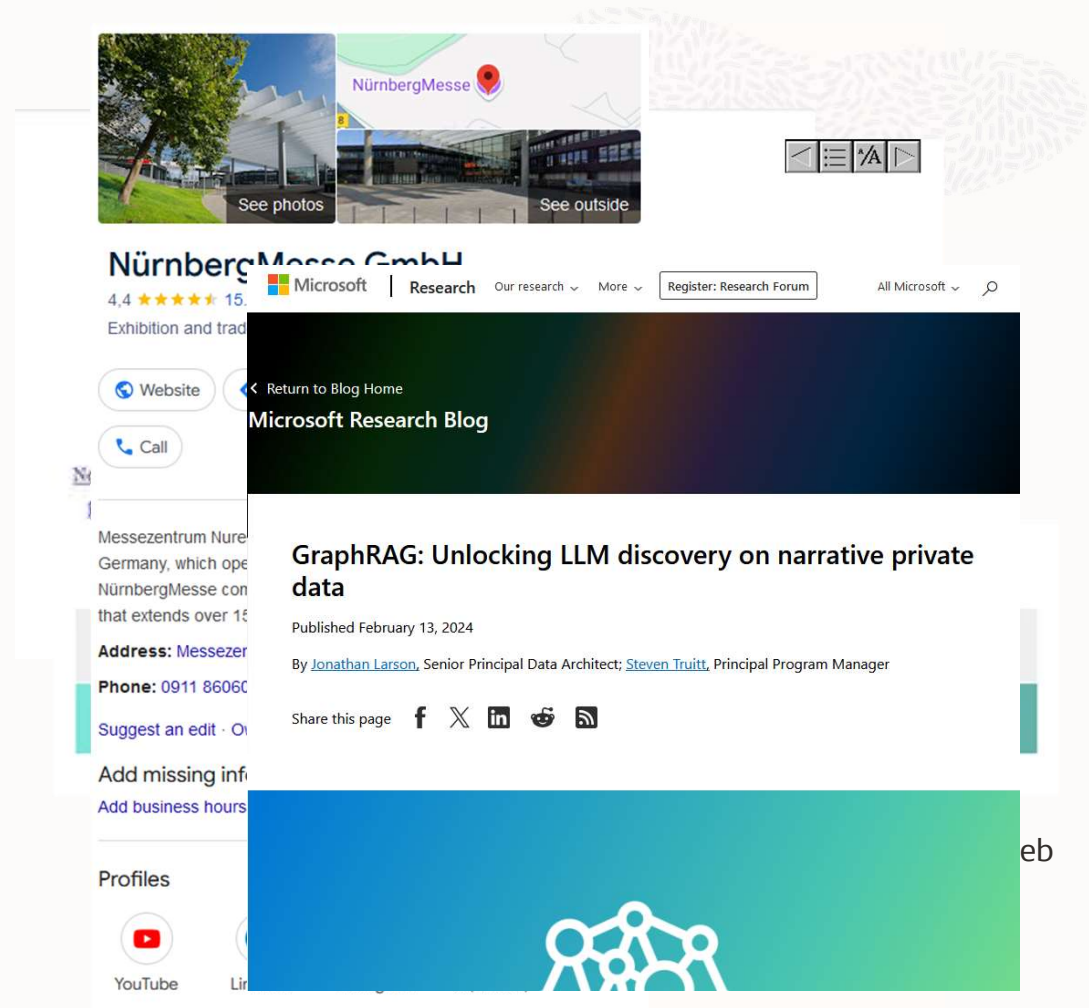 NürnbergMesse
8
See photos
See outside
NürnbergMesse GmbH
4,4
15.
Exhibition and trad
Website
Call
Messezentrum Nure
Germany, which ope
NürnbergMesse con
that extends over 15
Address: Messezer
Phone: 0911 86060
Suggest an edit · Ow
Add missing info
Add business hours
Profiles
YouTube
Microsoft | Research Our research More Register: Research Forum All Microsoft
Return to Blog Home
Microsoft Research Blog
GraphRAG: Unlocking LLM discovery on narrative private
data
Published February 13, 2024
By Jonathan Larson, Senior Principal Data Architect; Steven Truitt, Principal Program Manager
Share this page
eb